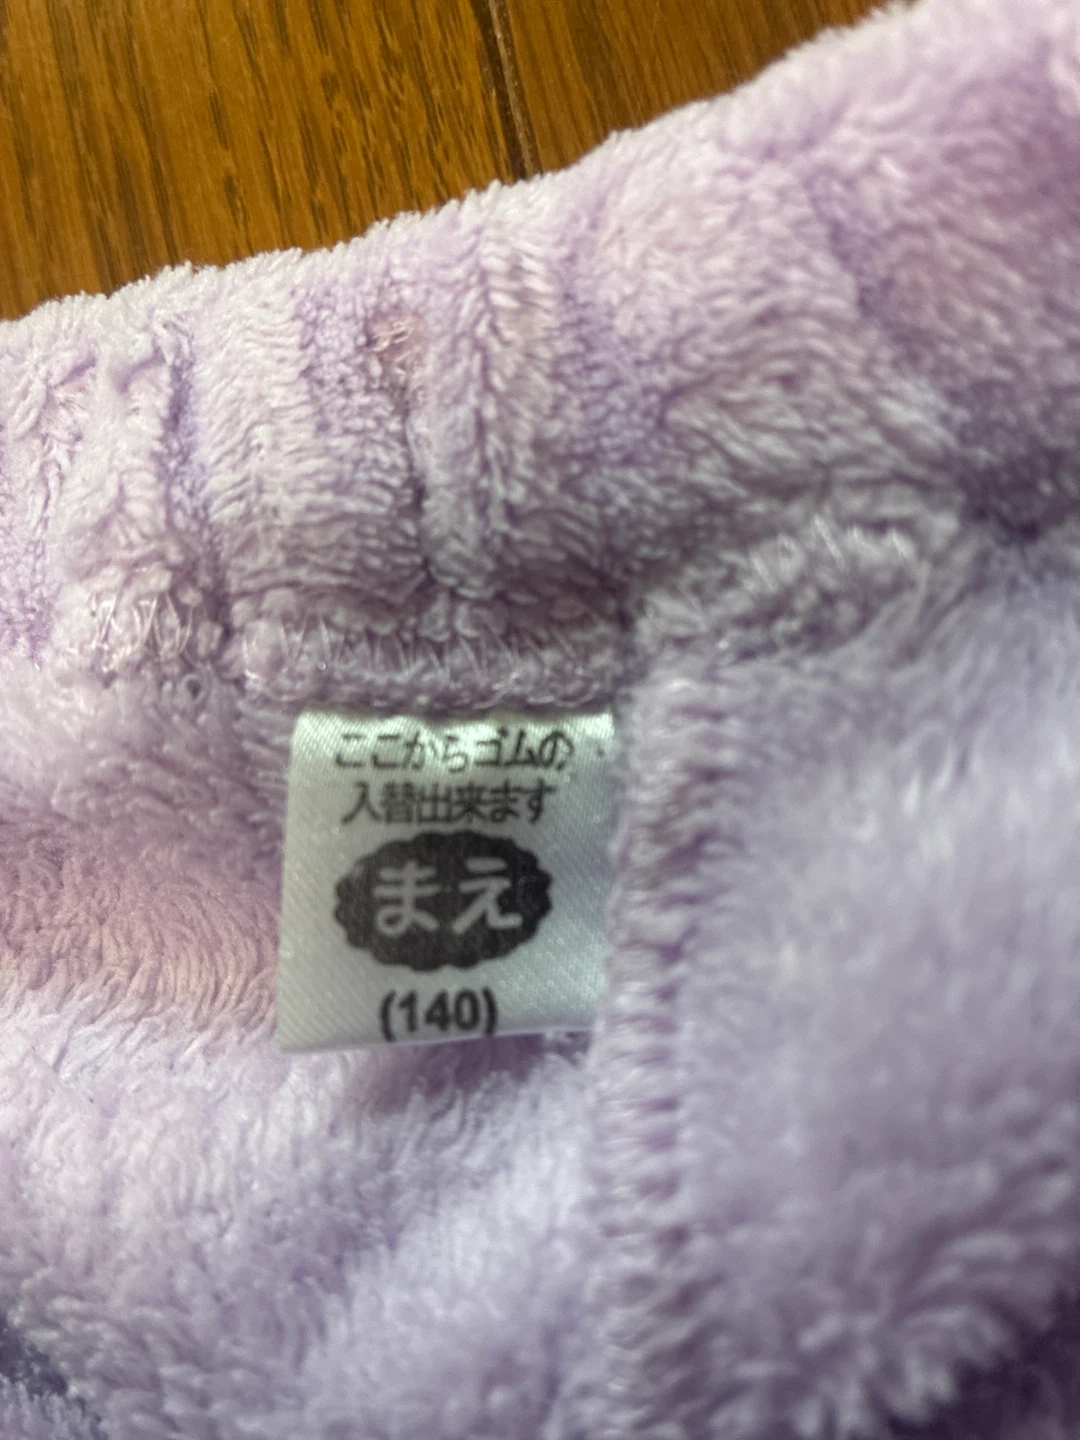 ここからゴムの
入替出来ます
まえ
(140)